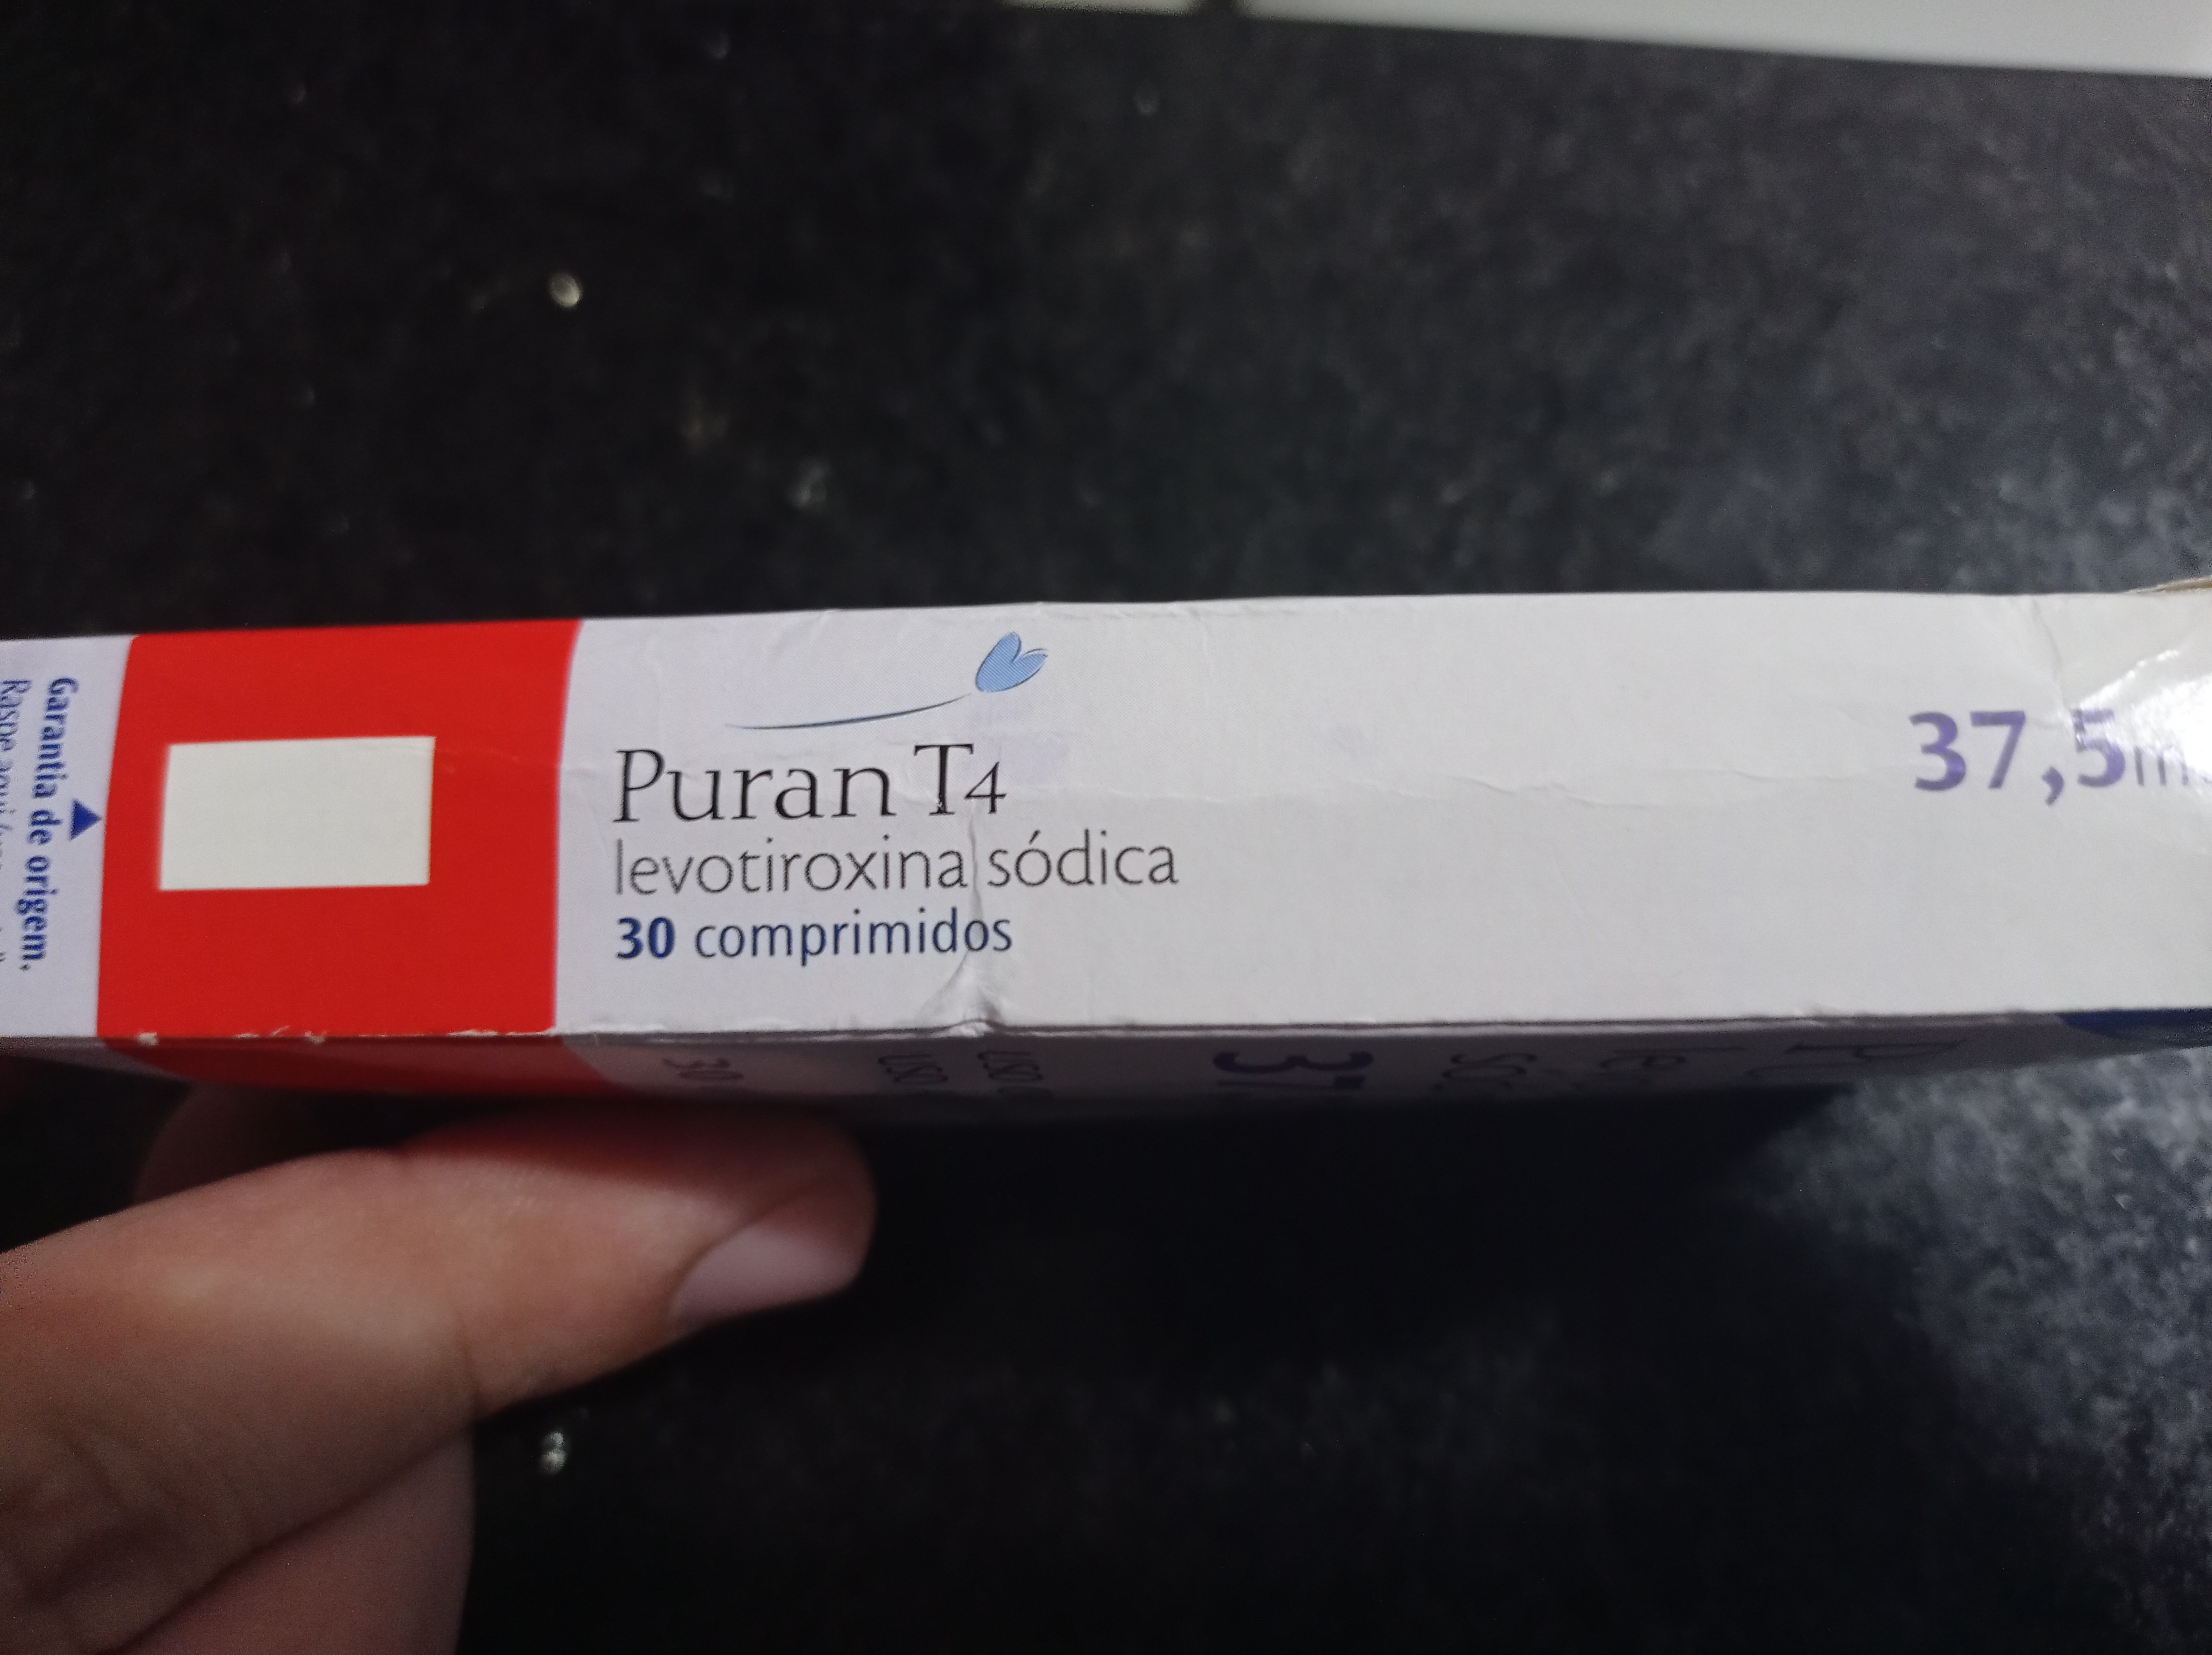 Garantia de origem.
Puran T4
levotiroxina sódica
30 comprimidos
37,5